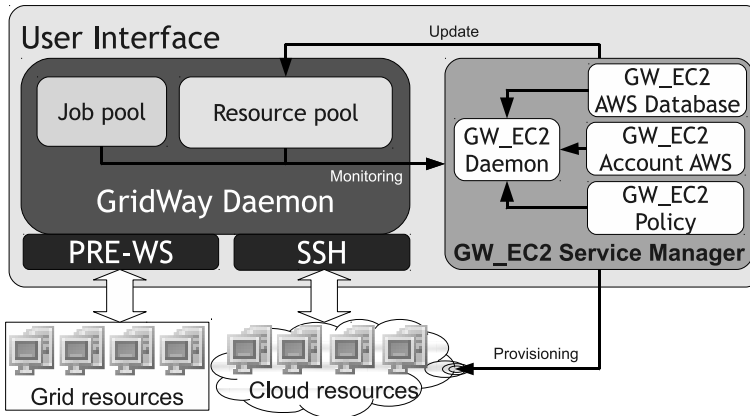 User Interface
Update
Job pool
Resource pool
GW_EC2
AWS Database
GW_EC2
Daemon
GW_EC2
Account AWS
Monitoring
GW_EC2
Policy
GridWay Daemon
GW_EC2 Service Manager
PRE-WS
SSH
Provisioning
Grid resources
Cloud resources